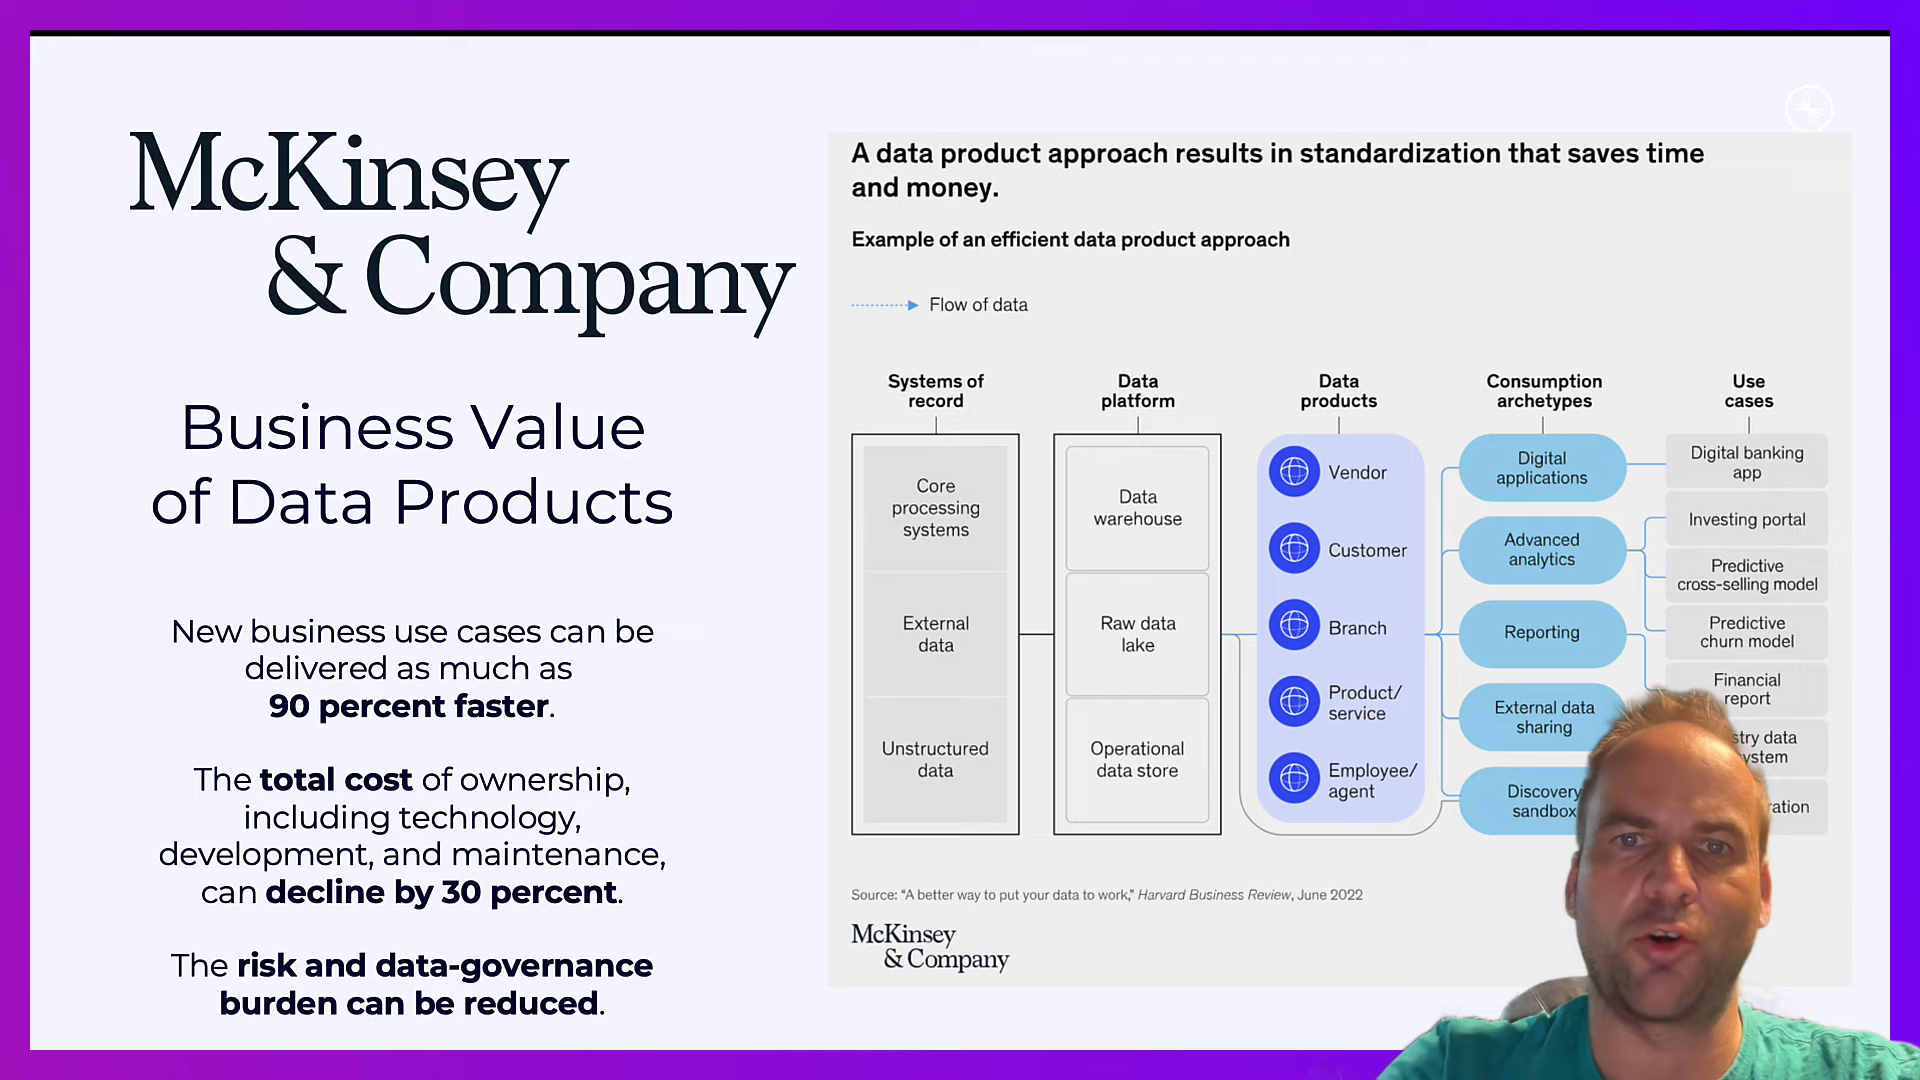 McKinsey
& Company
Business Value
of Data Products
New business use cases can be
delivered as much as
90 percent faster.
The total cost of ownership,
including technology,
development, and maintenance,
can decline by 30 percent.
The risk and data-governance
burden can be reduced.
A data product approach results in standardization that saves time
and money.
Example of an efficient data product approach
Flow of data
Systems of
record
Core
processing
systems
External
data
Unstructured
data
Data
platform
Data
warehouse
Raw data
lake
Operational
data store
Data
products
Vendor
Customer
Branch
Product/
service
Employee/
agent
Consumption
archetypes
Digital
applications
Advanced
analytics
Reporting
External data
sharing
Discovery
sandbox
Use
cases
Digital banking
app
Investing portal
Predictive
cross-selling model
Predictive
churn model
Financial
report
data
Source: “A better way to put your data to work,” Harvard Business Review, June 2022
McKinsey
& Company